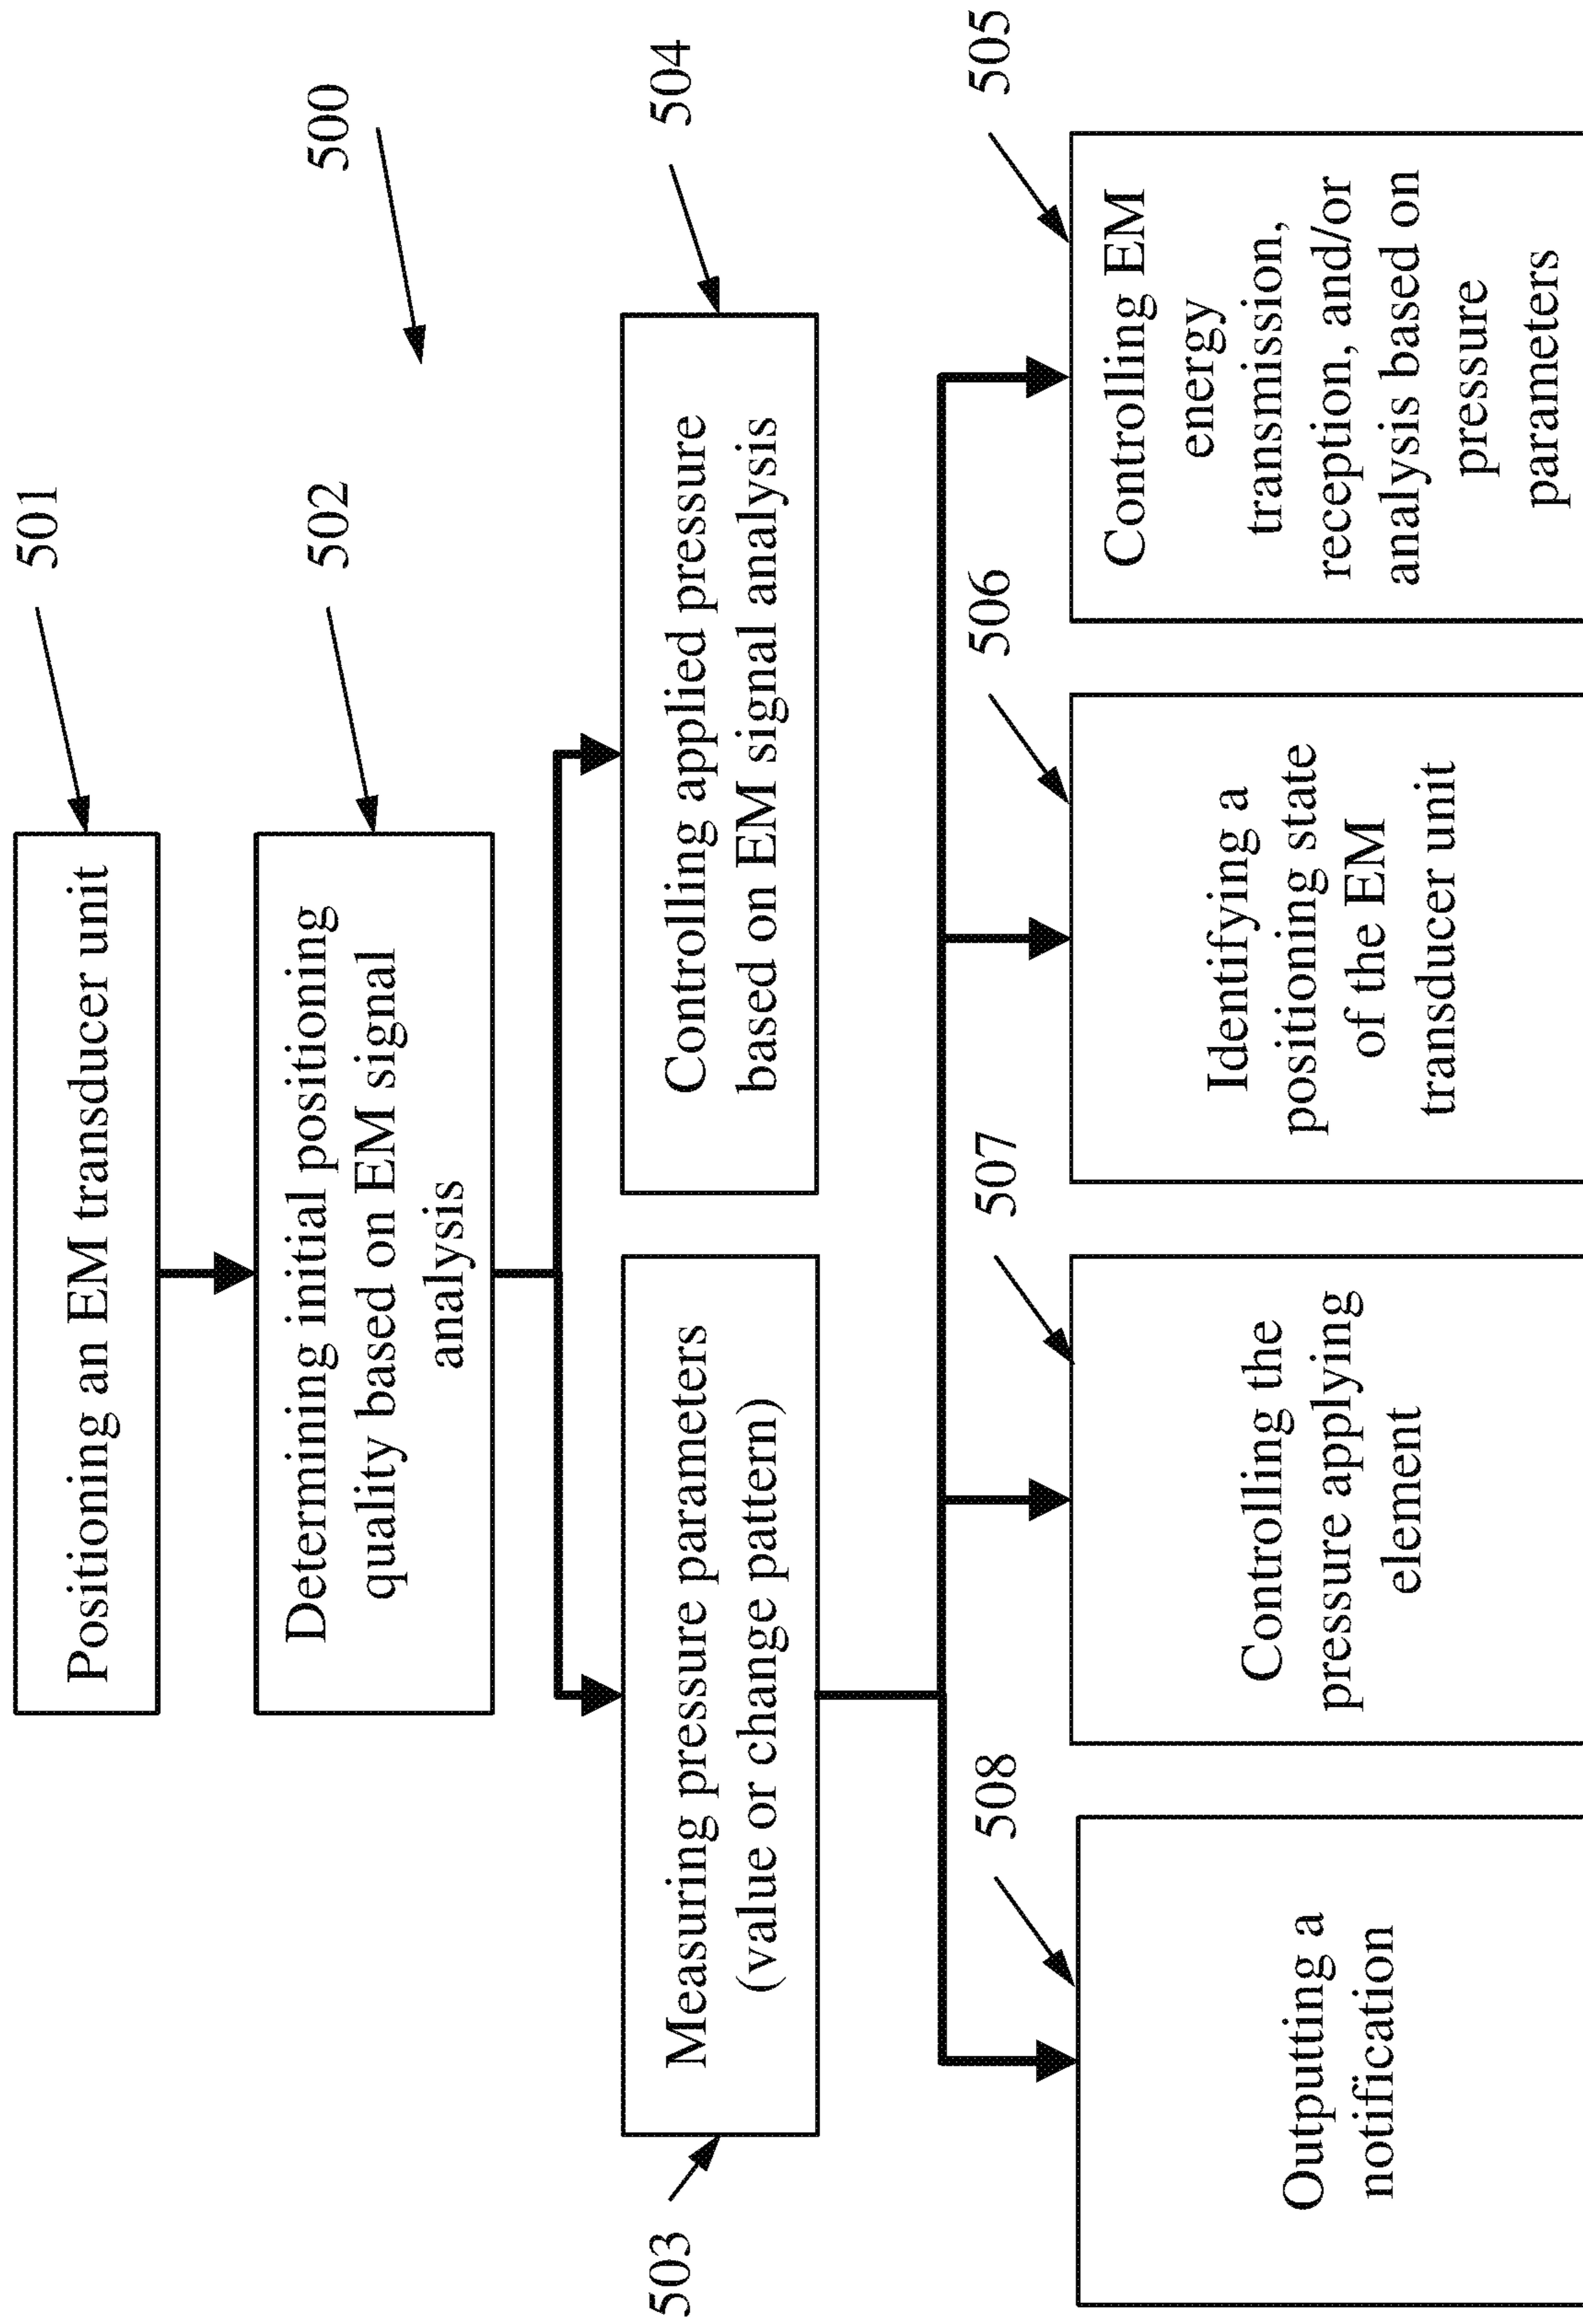 501
Positioning an EM transducer unit
500
502
Determining initial positioning
quality based on EM signal
analysis
503
Measuring pressure parameters
(value or change pattern)
504
Controlling applied pressure
based on EM signal analysis
508
Outputting a
notification
507
Controlling the
pressure applying
element
506
Identifying a
positioning state
of the EM
transducer unit
505
Controlling EM
energy
transmission,
reception, and/or
analysis based on
pressure
parameters